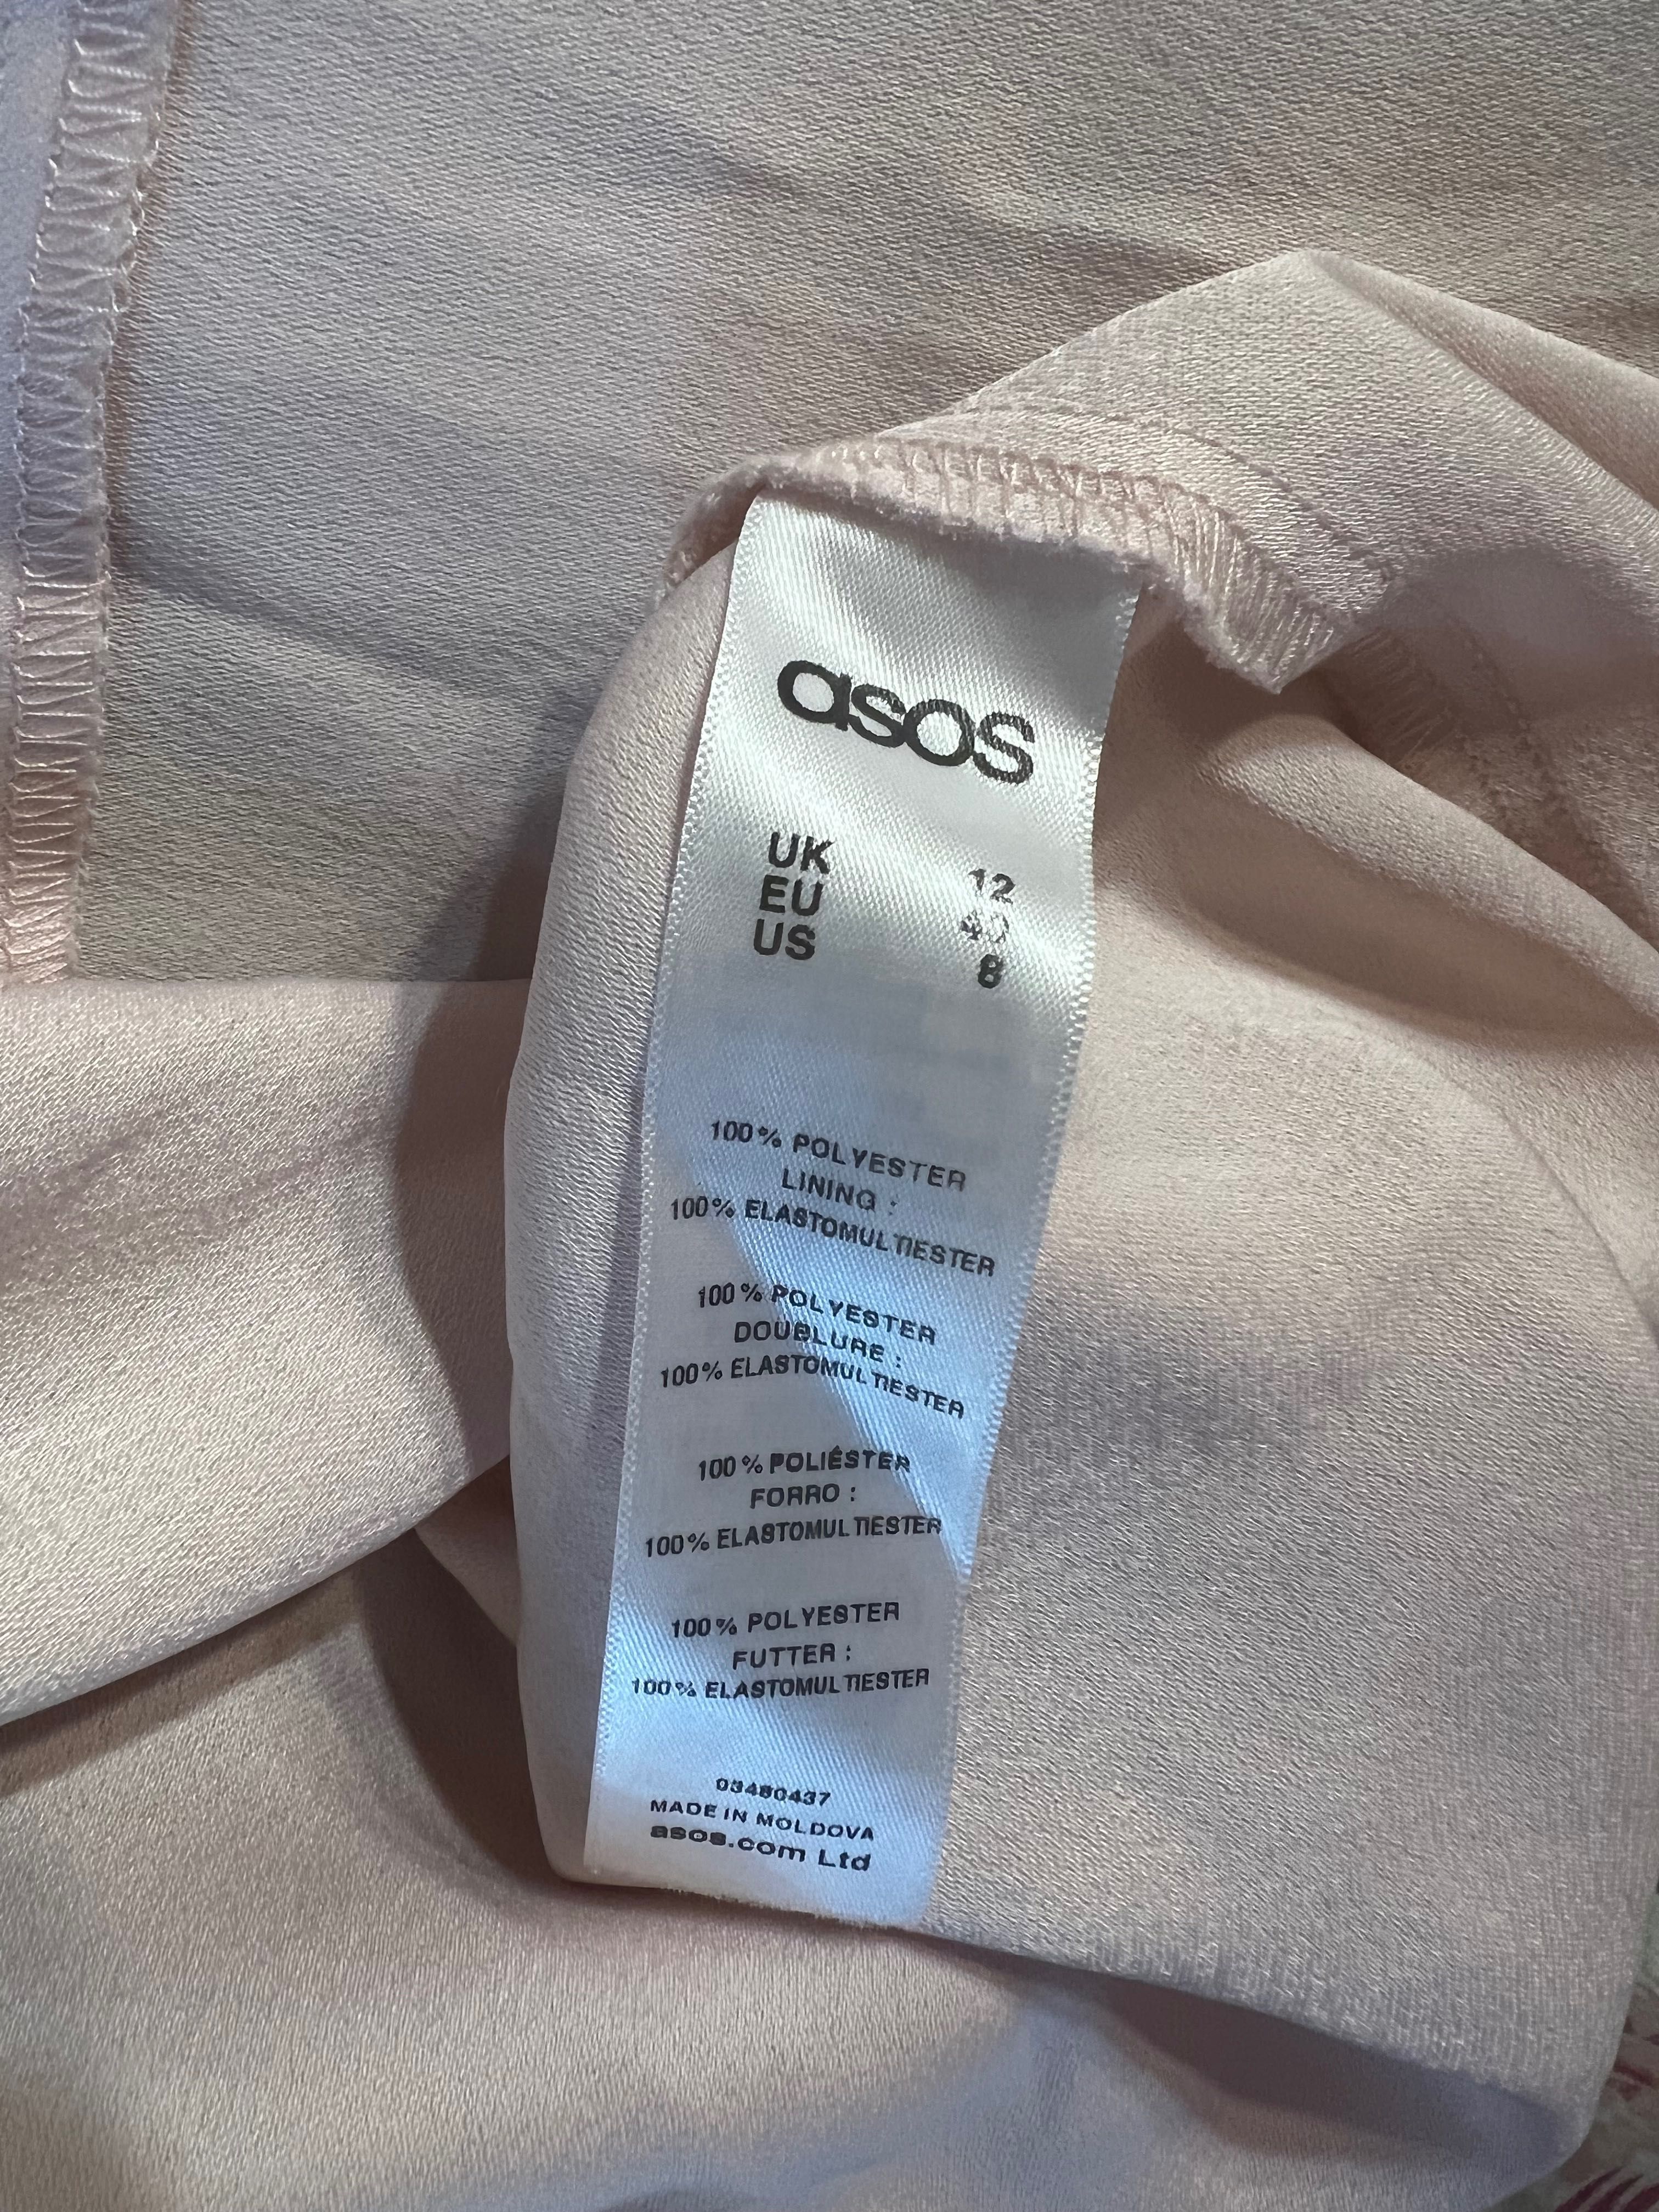 asos
UK 12
EU 40
US 8
100% POLYESTER
LINING :
100% ELASTOMULTIESTER
100% POLYESTER
DOUBLURE :
100% ELASTOMULTIESTER
100% POLIÉSTER
FORRO :
100% ELASTOMULTIESTER
100% POLYESTER
FUTTER :
100% ELASTOMULTIESTER
03480437
MADE IN MOLDOVA
asos.com Ltd